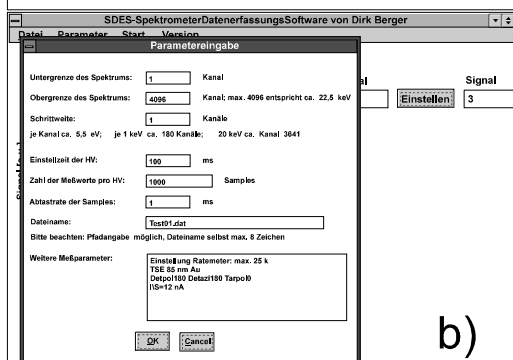 SDES-SpektrometerDatenerfassungsSoftware von Dirk Berger
Datei Parameter Start Version
Parametereingabe
Untergrenze des Spektrums: 1 Kanal
Obergrenze des Spektrums: 4096 Kanal; max. 4096 entspricht ca. 22,5 keV
Schrittweite: 1 Kanäle
je Kanal ca. 5,5 eV; je 1 keV ca. 180 Kanäle; 20 keV ca. Kanal 3641
Einstellzeit der HV: 100 ms
Zahl der Meßwerte pro HV: 1000 Samples
Abtastrate der Samples: 1 ms
Dateiname: Test01.dat
Bitte beachten: Pfadangabe möglich, Dateiname selbst max. 8 Zeichen
Weitere Meßparameter:
Einstellung Ratemeter: max. 25 k
TSE 85 nm Au
Detpol180 Detazi180 Tarpol0
I\S=12 nA
OK Cancel
al Signal
Einstellen 3
b)